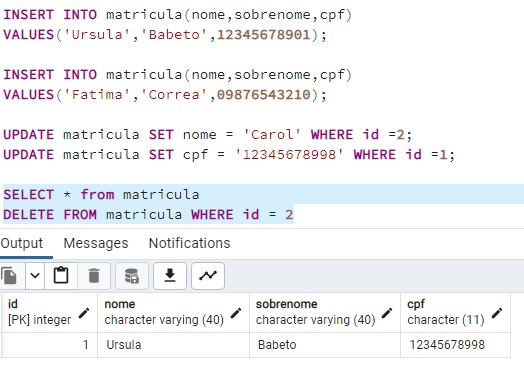 INSERT INTO matricula(nome,sobrenome,cpf)
VALUES('Ursula','Babeto',12345678901);
INSERT INTO matricula(nome,sobrenome,cpf)
VALUES('Fatima','Correa',09876543210);
UPDATE matricula SET nome = 'Carol' WHERE id =2;
UPDATE matricula SET cpf = '12345678998' WHERE id =1;
SELECT * from matricula
DELETE FROM matricula WHERE id = 2
Output Messages Notifications
id nome sobrenome cpf
[PK] integer character varying (40) character varying (40) character (11)
1 Ursula Babeto 12345678998